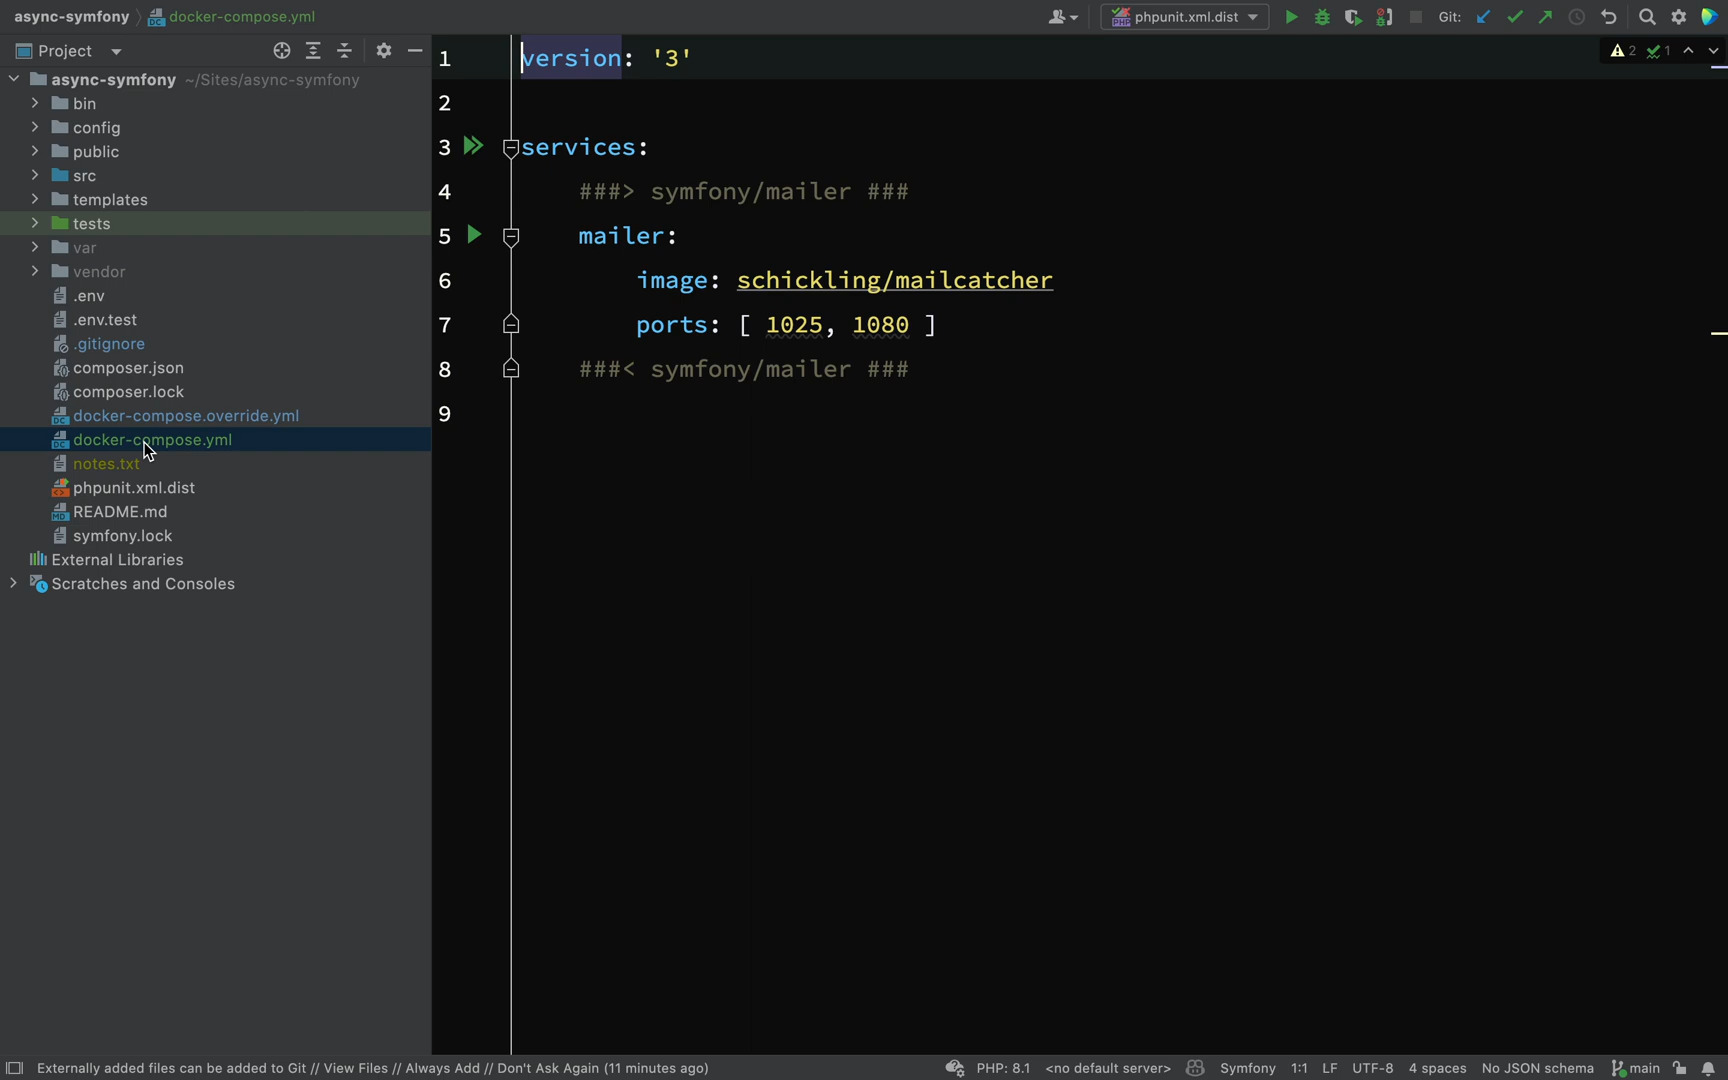 async-symfony
docker-compose.yml
phpunit.xml.dist
Git:
Project
async-symfony ~/Sites/async-symfony
bin
config
public
src
templates
tests
var
vendor
.env
.env.test
.gitignore
composer.json
composer.lock
docker-compose.override.yml
docker-compose.yml
notes.txt
phpunit.xml.dist
README.md
symfony.lock
External Libraries
Scratches and Consoles
2 1
1 version: '3'
2
3 services:
4 ###> symfony/mailer ###
5 mailer:
6 image: schickling/mailcatcher
7 ports: [ 1025, 1080 ]
8 ###< symfony/mailer ###
9
Externally added files can be added to Git // View Files // Always Add // Don't Ask Again (11 minutes ago)
PHP: 8.1 <no default server> Symfony 1:1 LF UTF-8 4 spaces No JSON schema main